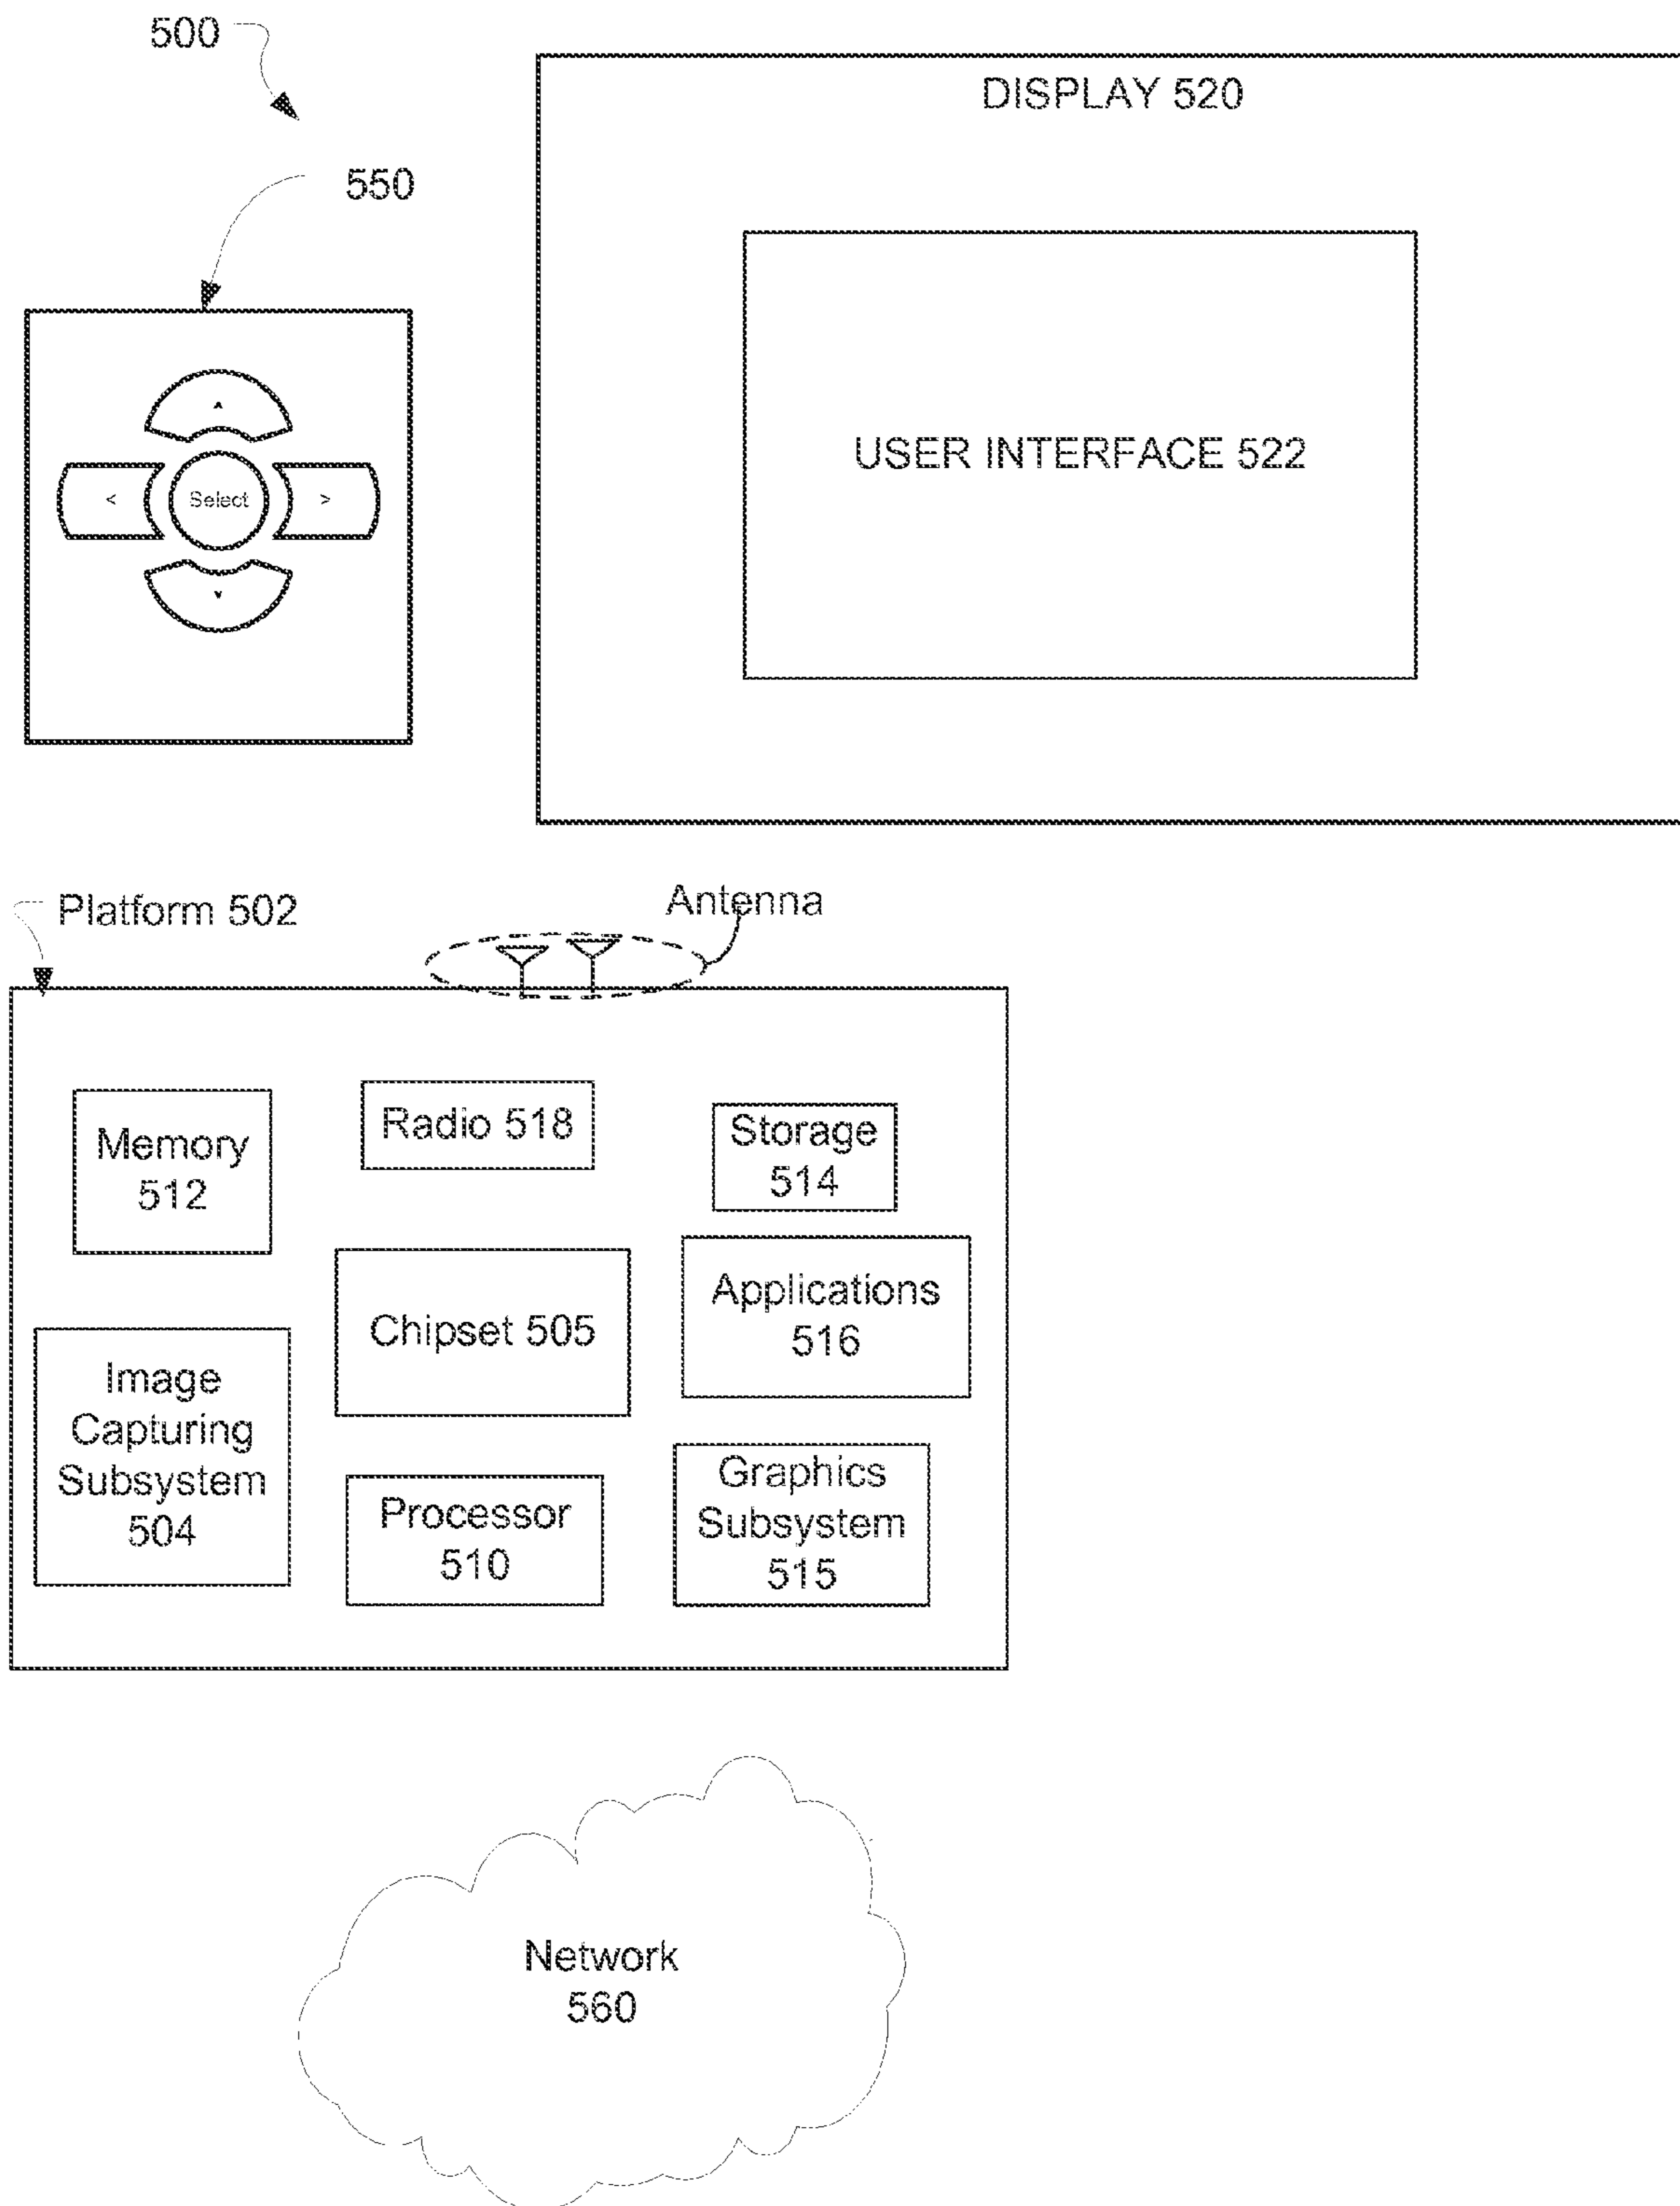 500
DISPLAY 520
550
USER INTERFACE 522
^
<
Select
>
v
Platform 502
Antenna
Memory
512
Radio 518
Storage
514
Chipset 505
Applications
516
Image
Capturing
Subsystem
504
Processor
510
Graphics
Subsystem
515
Network
560